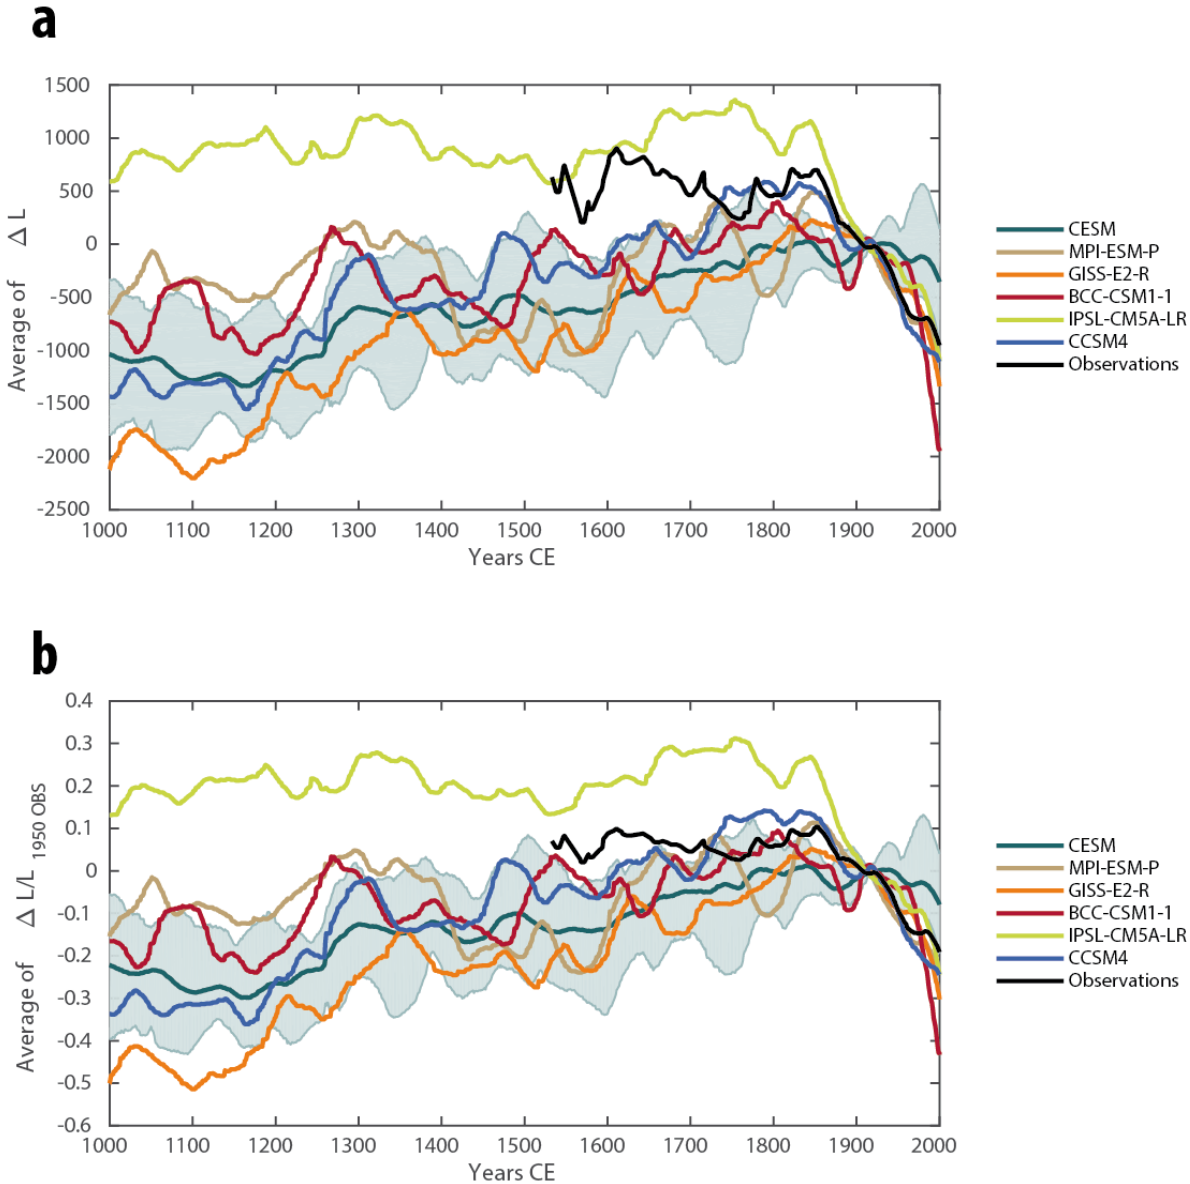 a
1500
1000
500
0
-500
-1000
-1500
-2000
-2500
Average of Δ L
1000 1100 1200 1300 1400 1500 1600 1700 1800 1900 2000
Years CE
CESM
MPI-ESM-P
GISS-E2-R
BCC-CSM1-1
IPSL-CM5A-LR
CCSM4
Observations
b
0.4
0.3
0.2
0.1
0
-0.1
-0.2
-0.3
-0.4
-0.5
-0.6
Average of Δ L/L 1950 OBS
1000 1100 1200 1300 1400 1500 1600 1700 1800 1900 2000
Years CE
CESM
MPI-ESM-P
GISS-E2-R
BCC-CSM1-1
IPSL-CM5A-LR
CCSM4
Observations